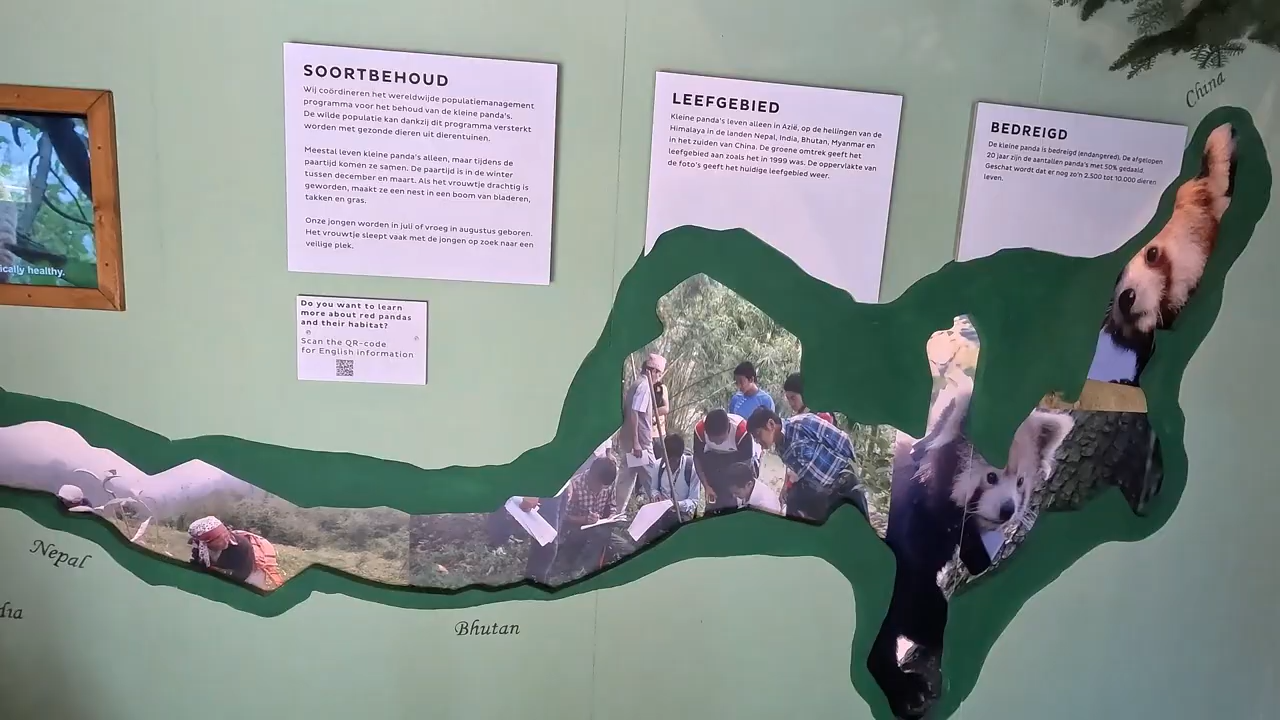 ically healthy.
SOORTBEHOUD
Wij coördineren het wereldwijde populatiemanagement
programma voor het behoud van de kleine panda's.
De wilde populatie kan dankzij dit programma versterkt
worden met gezonde dieren uit dierentuinen.
Meestal leven kleine panda's alleen, maar tijdens de
paartijd komen ze samen. De paartijd is in de winter
tussen december en maart. Als het vrouwtje drachtig is
geworden, maakt ze een nest in een boom van bladeren,
takken en gras.
Onze jongen worden in juli of vroeg in augustus geboren.
Het vrouwtje sleept vaak met de jongen op zoek naar een
veilige plek.
Do you want to learn
more about red pandas
and their habitat?
Scan the QR-code
for English information
LEEFGEBIED
Kleine panda's leven alleen in Azië, op de hellingen van de
Himalaya in de landen Nepal, India, Bhutan, Myanmar en
in het zuiden van China. De groene omtrek geeft het
leefgebied aan zoals het in 1999 was. De oppervlakte van
de foto's geeft het huidige leefgebied weer.
BEDREIGD
De kleine panda is bedreigd (endangered). De afgelopen
20 jaar zijn de aantallen panda's met 50% gedaald.
Geschat wordt dat er nog zo'n 2.500 tot 10.000 dieren
leven.
China
Nepal
dia
Bhutan